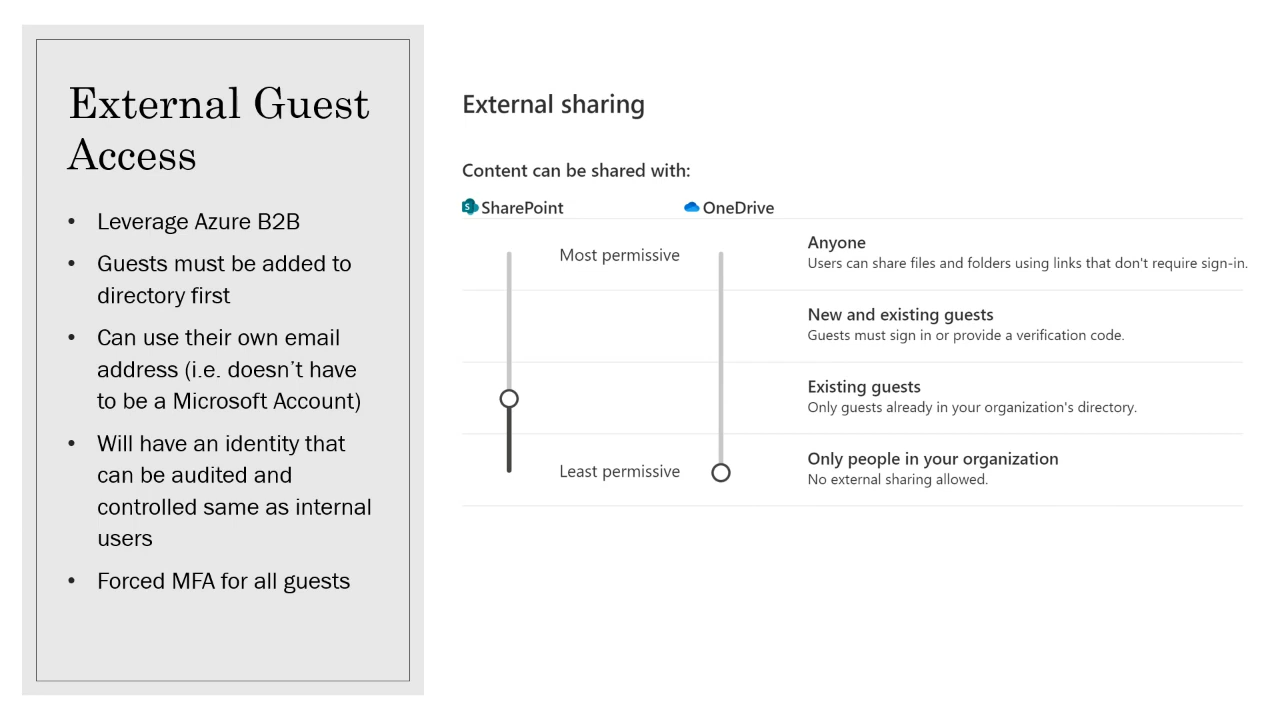 External Guest
Access
• Leverage Azure B2B
• Guests must be added to
directory first
• Can use their own email
address (i.e. doesn't have
to be a Microsoft Account)
• Will have an identity that
can be audited and
controlled same as internal
users
• Forced MFA for all guests
External sharing
Content can be shared with:
SharePoint
OneDrive
Most permissive
Anyone
Users can share files and folders using links that don't require sign-in.
New and existing guests
Guests must sign in or provide a verification code.
Existing guests
Only guests already in your organization's directory.
Least permissive
Only people in your organization
No external sharing allowed.